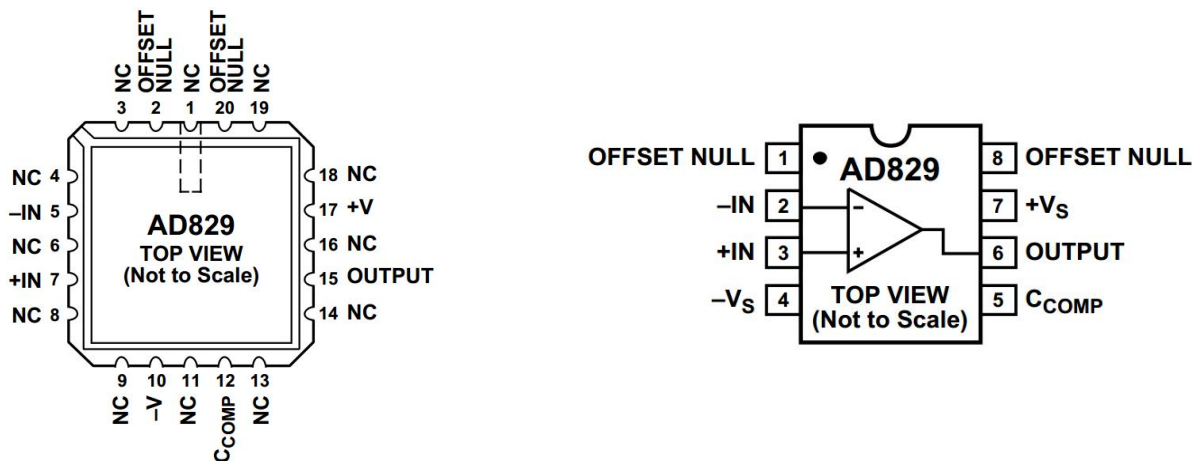 NC
OFFSET NULL
NC
OFFSET NULL
NC
3 2 1 20 19
NC 4
–IN 5
NC 6
+IN 7
NC 8
AD829
TOP VIEW
(Not to Scale)
18 NC
17 +V
16 NC
15 OUTPUT
14 NC
9 10 11 12 13
NC
–V
NC
CCOMP
NC
OFFSET NULL 1
–IN 2
+IN 3
–VS 4
AD829
–
+
TOP VIEW
(Not to Scale)
8 OFFSET NULL
7 +VS
6 OUTPUT
5 CCOMP